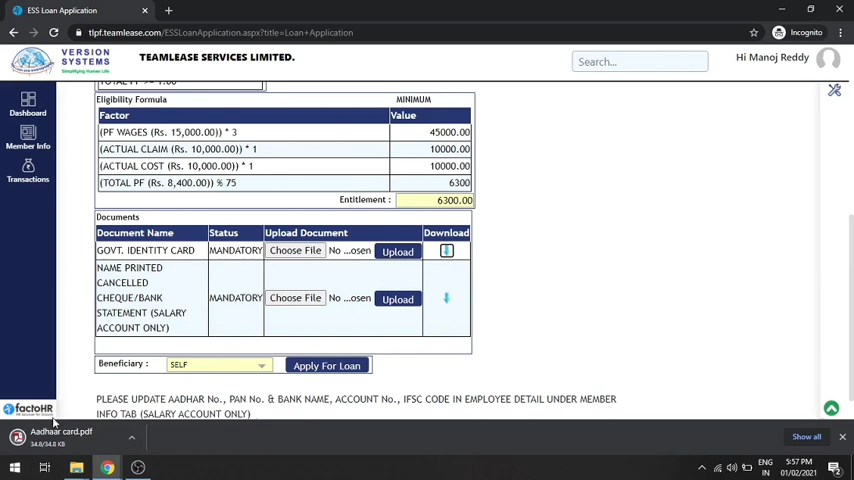 ESS Loan Application
tlpf.teamlease.com/ESSLoanApplication.aspx?title=Loan+Application
Incognito
VERSION
SYSTEMS
Simplifying Human Life
TEAMLEASE SERVICES LIMITED.
Search...
Hi Manoj Reddy
Dashboard
Member Info
Transactions
Eligibility Formula MINIMUM
Factor Value
(PF WAGES (Rs. 15,000.00)) * 3 45000.00
(ACTUAL CLAIM (Rs. 10,000.00) * 1 10000.00
(ACTUAL COST (Rs. 10,000.00) * 1 10000.00
(TOTAL PF (Rs. 8,400.00)) % 75 6300
Entitlement : 6300.00
Documents
Document Name Status Upload Document Download
GOVT. IDENTITY CARD MANDATORY Choose File No ...osen Upload
NAME PRINTED
CANCELLED
CHEQUE/BANK MANDATORY Choose File No ...osen Upload
STATEMENT (SALARY
ACCOUNT ONLY)
Beneficiary : SELF Apply For Loan
PLEASE UPDATE AADHAR No., PAN No. & BANK NAME, ACCOUNT No., IFSC CODE IN EMPLOYEE DETAIL UNDER MEMBER
INFO TAB (SALARY ACCOUNT ONLY)
factoHR
Aadhaar card.pdf
34.8/34.8 KB
Show all
ENG
IN
5:57 PM
01/02/2021
2